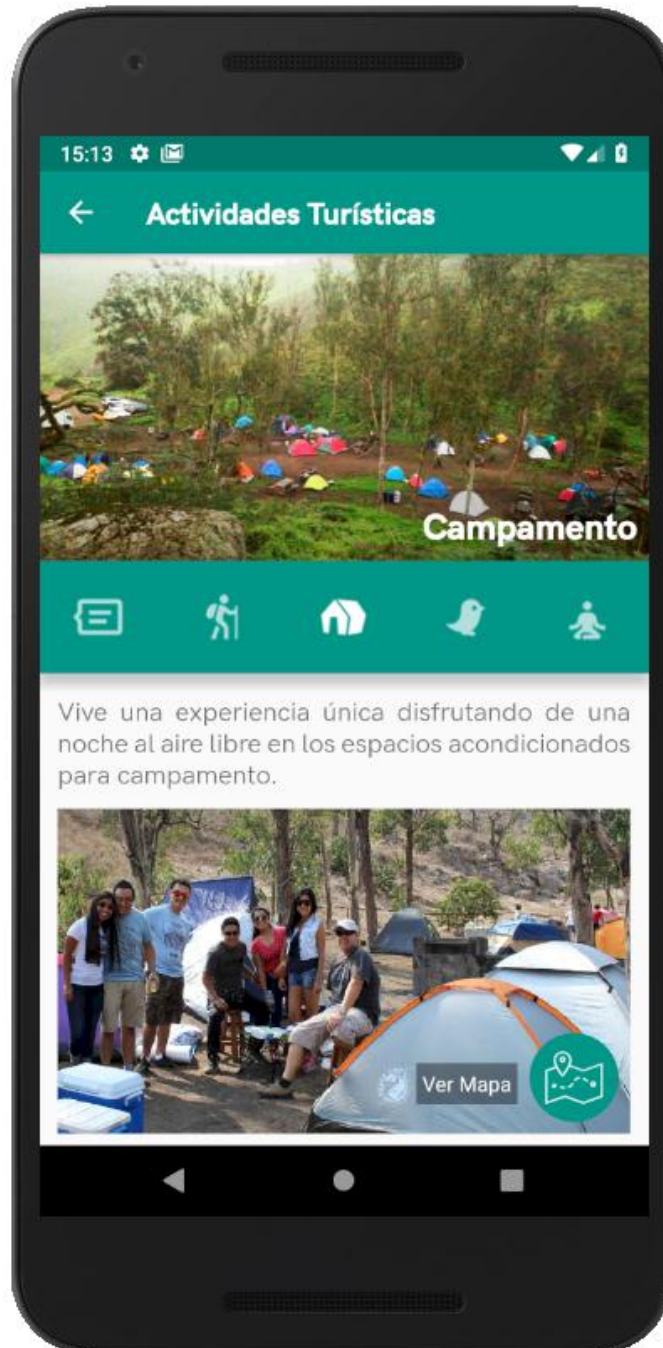 15:13
Actividades Turísticas
Campamento
Vive una experiencia única disfrutando de una
noche al aire libre en los espacios acondicionados
para campamento.
Ver Mapa